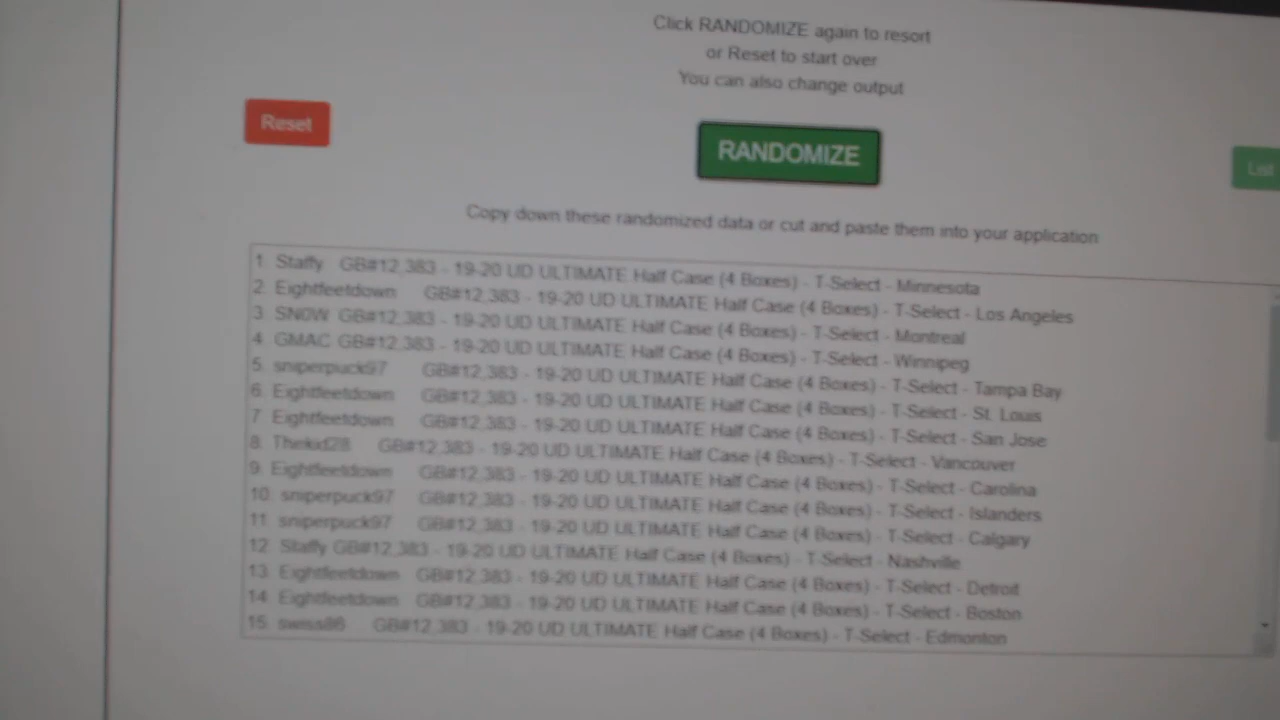 Click RANDOMIZE again to resort
or Reset to start over
You can also change output
Reset
RANDOMIZE
List
Copy down these randomized data or cut and paste them into your application
1. Staffy GB#12,383 - 19-20 UD ULTIMATE Half Case (4 Boxes) - T-Select - Minnesota
2. Eightfeetdown GB#12,383 - 19-20 UD ULTIMATE Half Case (4 Boxes) - T-Select - Los Angeles
3. SN0W GB#12,383 - 19-20 UD ULTIMATE Half Case (4 Boxes) - T-Select - Montreal
4. GMAC GB#12,383 - 19-20 UD ULTIMATE Half Case (4 Boxes) - T-Select - Winnipeg
5. sniperpuck97 GB#12,383 - 19-20 UD ULTIMATE Half Case (4 Boxes) - T-Select - Tampa Bay
6. Eightfeetdown GB#12,383 - 19-20 UD ULTIMATE Half Case (4 Boxes) - T-Select - St. Louis
7. Eightfeetdown GB#12,383 - 19-20 UD ULTIMATE Half Case (4 Boxes) - T-Select - San Jose
8. Thekid28 GB#12,383 - 19-20 UD ULTIMATE Half Case (4 Boxes) - T-Select - Vancouver
9. Eightfeetdown GB#12,383 - 19-20 UD ULTIMATE Half Case (4 Boxes) - T-Select - Carolina
10. sniperpuck97 GB#12,383 - 19-20 UD ULTIMATE Half Case (4 Boxes) - T-Select - Islanders
11. sniperpuck97 GB#12,383 - 19-20 UD ULTIMATE Half Case (4 Boxes) - T-Select - Calgary
12. Staffy GB#12,383 - 19-20 UD ULTIMATE Half Case (4 Boxes) - T-Select - Nashville
13. Eightfeetdown GB#12,383 - 19-20 UD ULTIMATE Half Case (4 Boxes) - T-Select - Detroit
14. Eightfeetdown GB#12,383 - 19-20 UD ULTIMATE Half Case (4 Boxes) - T-Select - Boston
15. swiss86 GB#12,383 - 19-20 UD ULTIMATE Half Case (4 Boxes) - T-Select - Edmonton